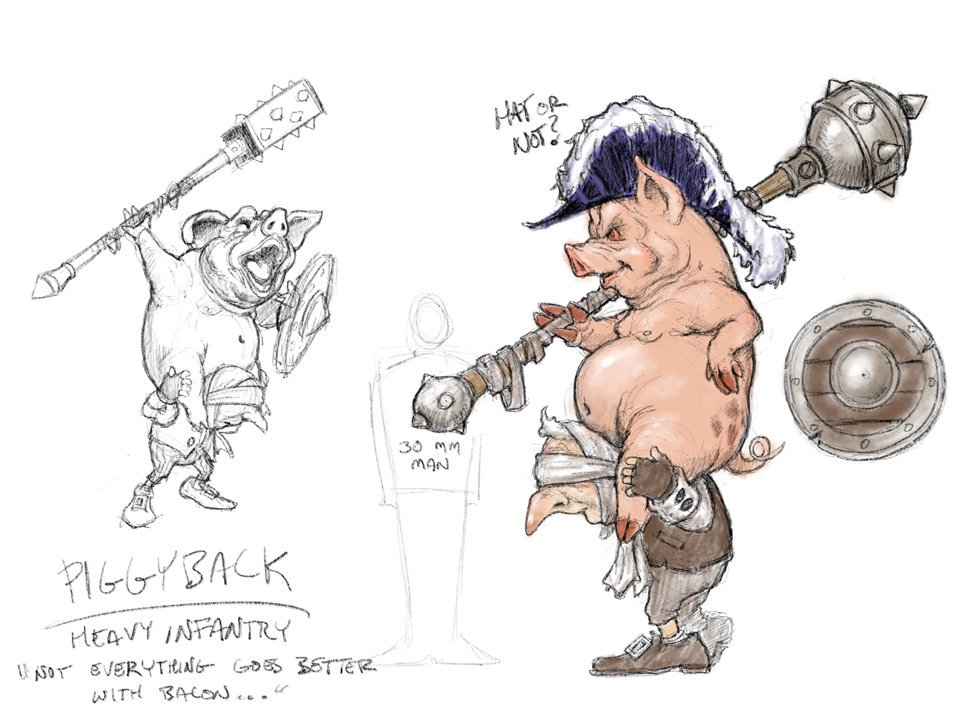 HAT OR
NOT?
30 MM
MAN
PIGGYBACK
HEAVY INFANTRY
"NOT EVERYTHING GOES BETTER
WITH BACON..."